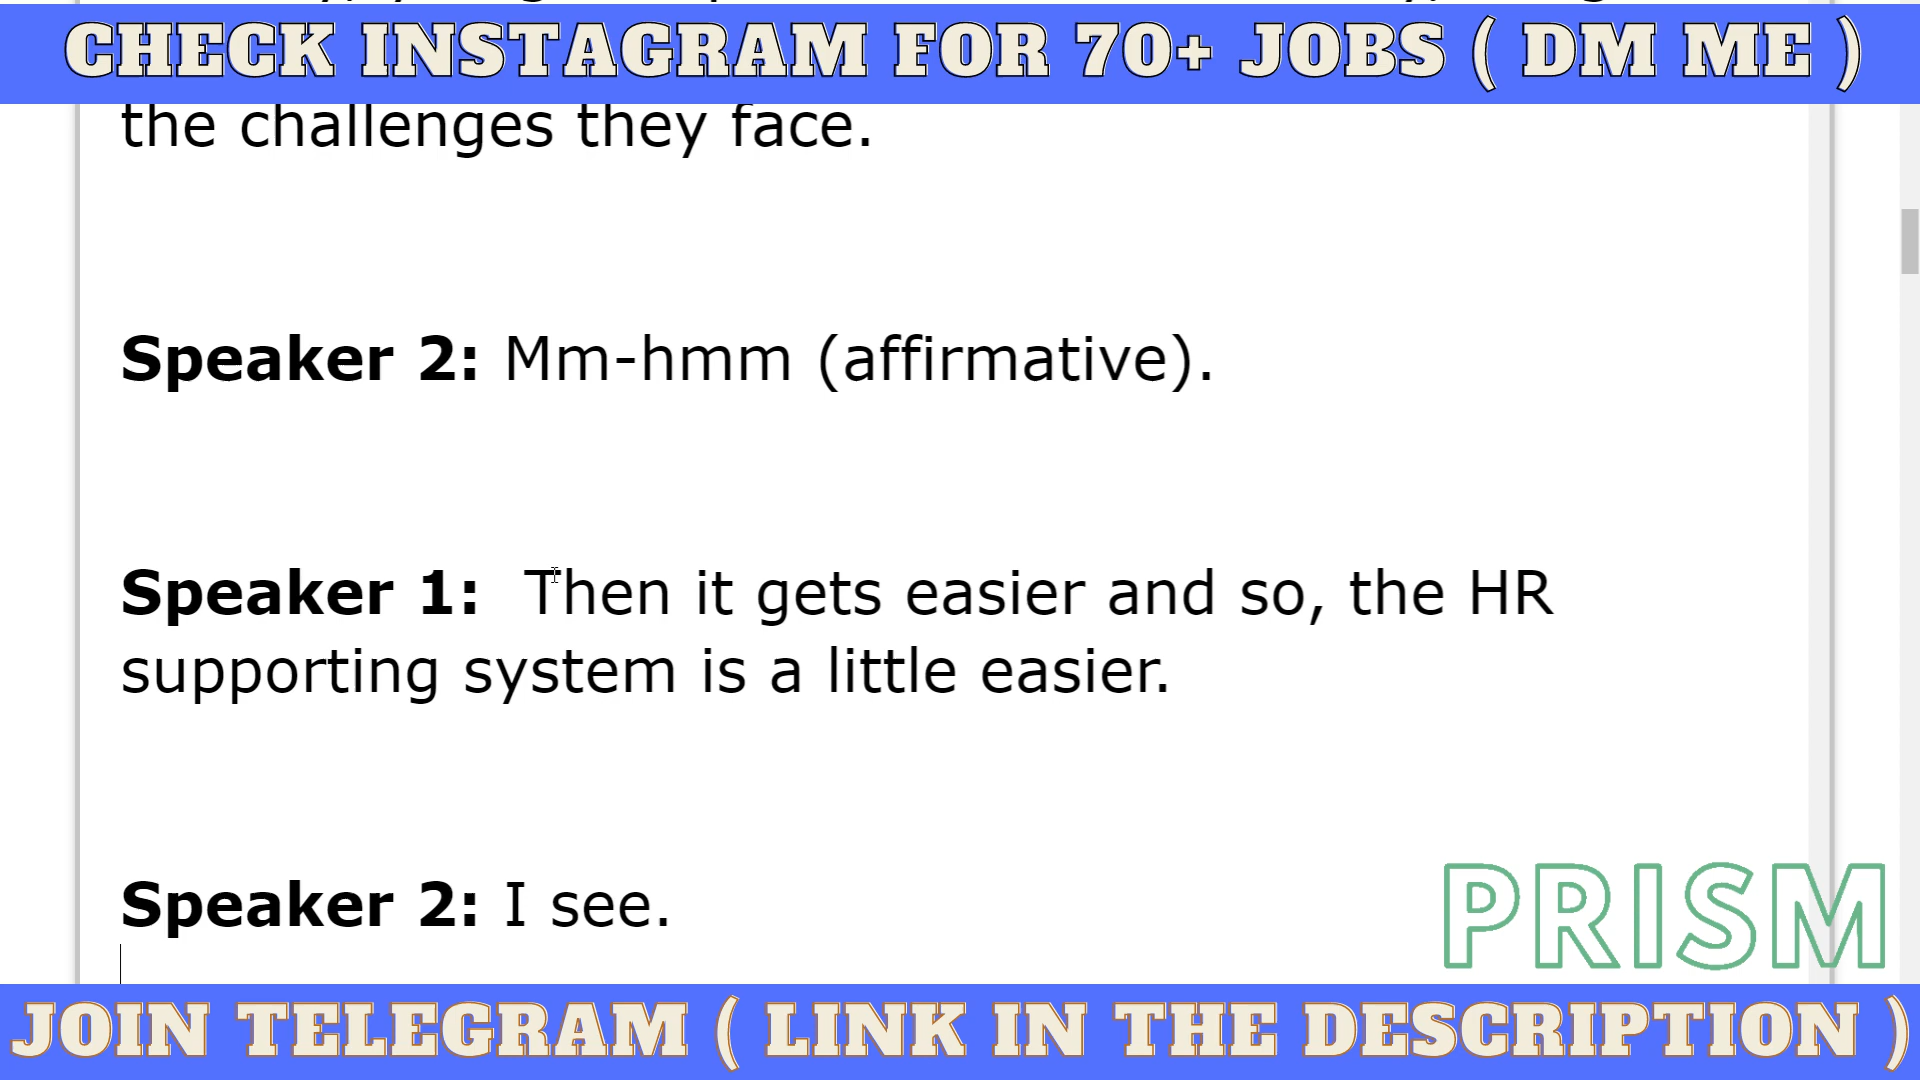 CHECK INSTAGRAM FOR 70+ JOBS ( DM ME )
the challenges they face.
Speaker 2: Mm-hmm (affirmative).
Speaker 1:  Then it gets easier and so, the HR
supporting system is a little easier.
Speaker 2: I see.
PRISM
JOIN TELEGRAM ( LINK IN THE DESCRIPTION )